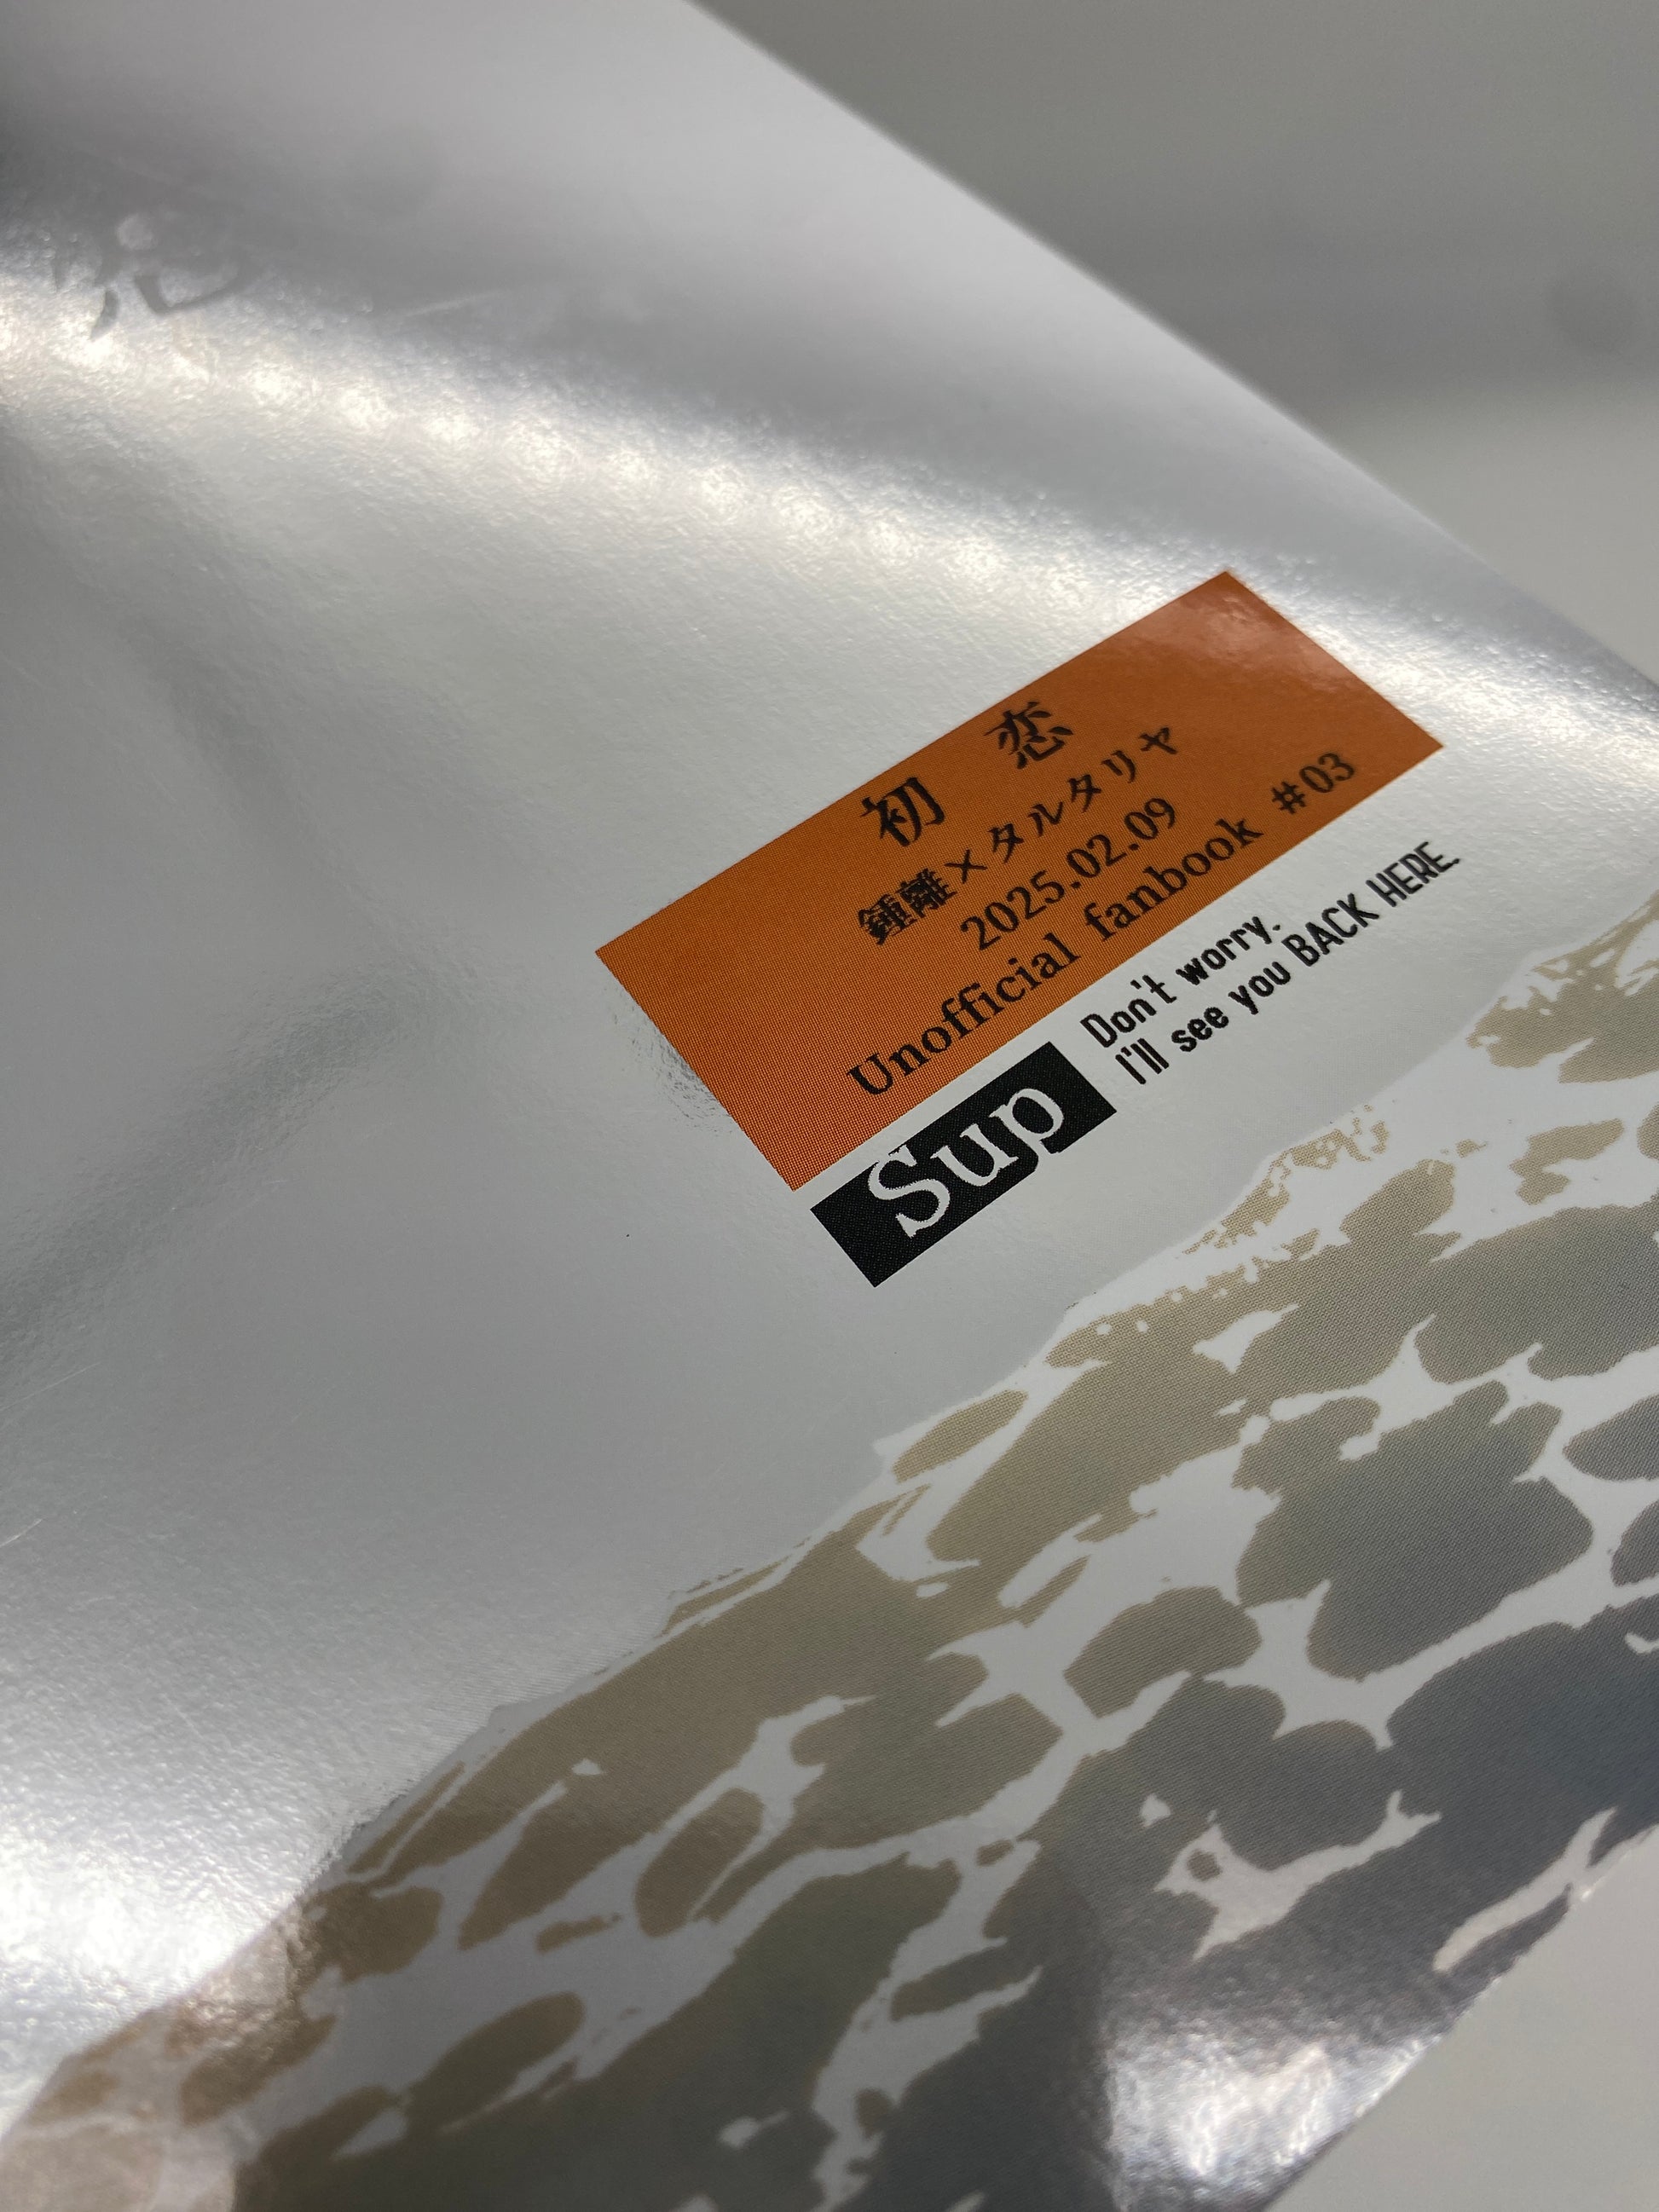 初恋
鍾離×タルタリヤ
2025.02.09
Unofficial fanbook #03
Sup
Don't worry.
I'll see you BACK HERE.